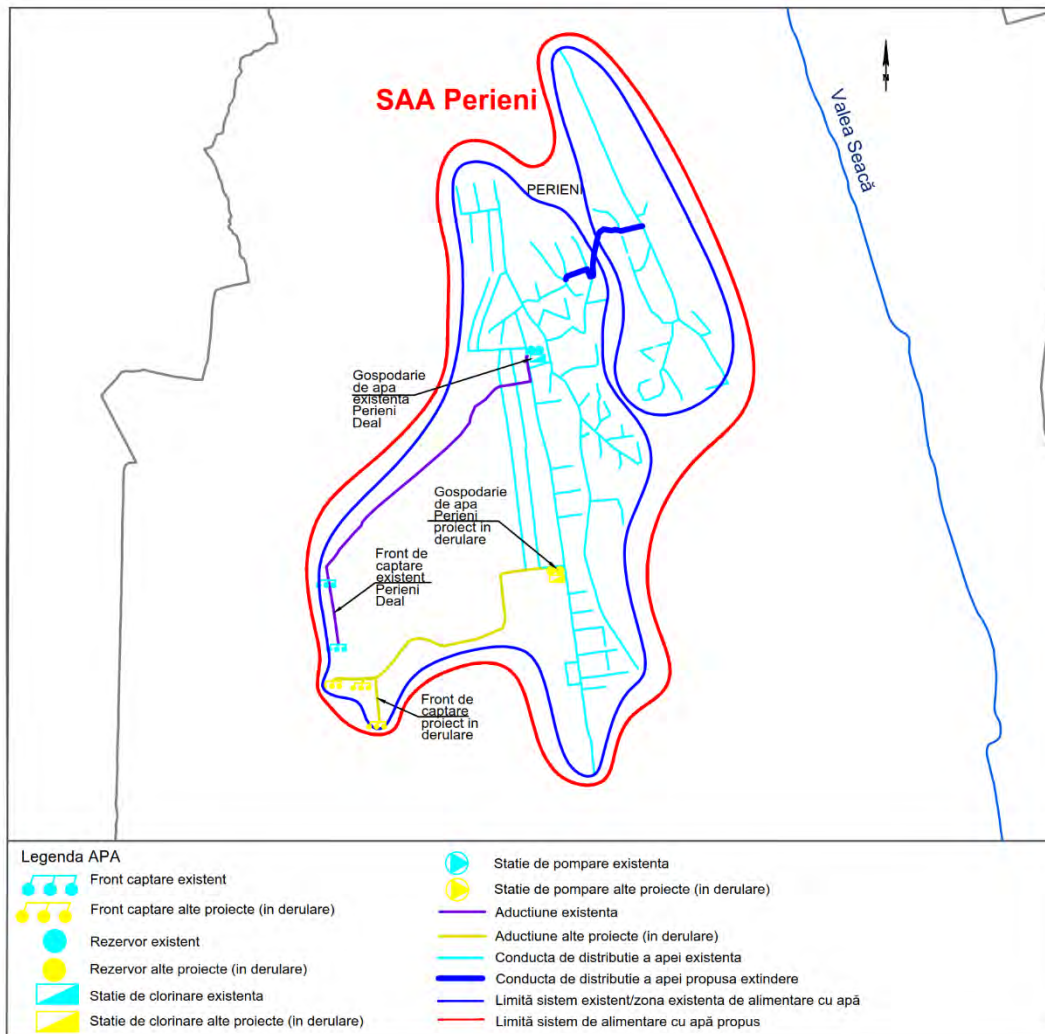 SAA Perieni
PERIENI
Valea Seacă
N
Gospodarie
de apa
existenta
Perieni
Deal
Gospodarie
de apa
Perieni
proiect in
derulare
Front de
captare
existent
Perieni
Deal
Front de
captare
proiect in
derulare
Legenda APA
Front captare existent
Front captare alte proiecte (in derulare)
Rezervor existent
Rezervor alte proiecte (in derulare)
Statie de clorinare existenta
Statie de clorinare alte proiecte (in derulare)
Statie de pompare existenta
Statie de pompare alte proiecte (in derulare)
Aductiune existenta
Aductiune alte proiecte (in derulare)
Conducta de distributie a apei existenta
Conducta de distributie a apei propusa extindere
Limită sistem existent/zona existenta de alimentare cu apă
Limită sistem de alimentare cu apă propus